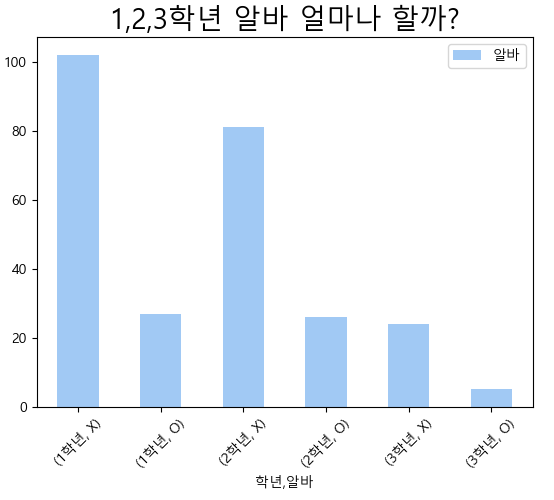 1,2,3학년 알바 얼마나 할까?
알바
100
80
60
40
20
0
(1학년, X)
(1학년, O)
(2학년, X)
(2학년, O)
(3학년, X)
(3학년, O)
학년,알바